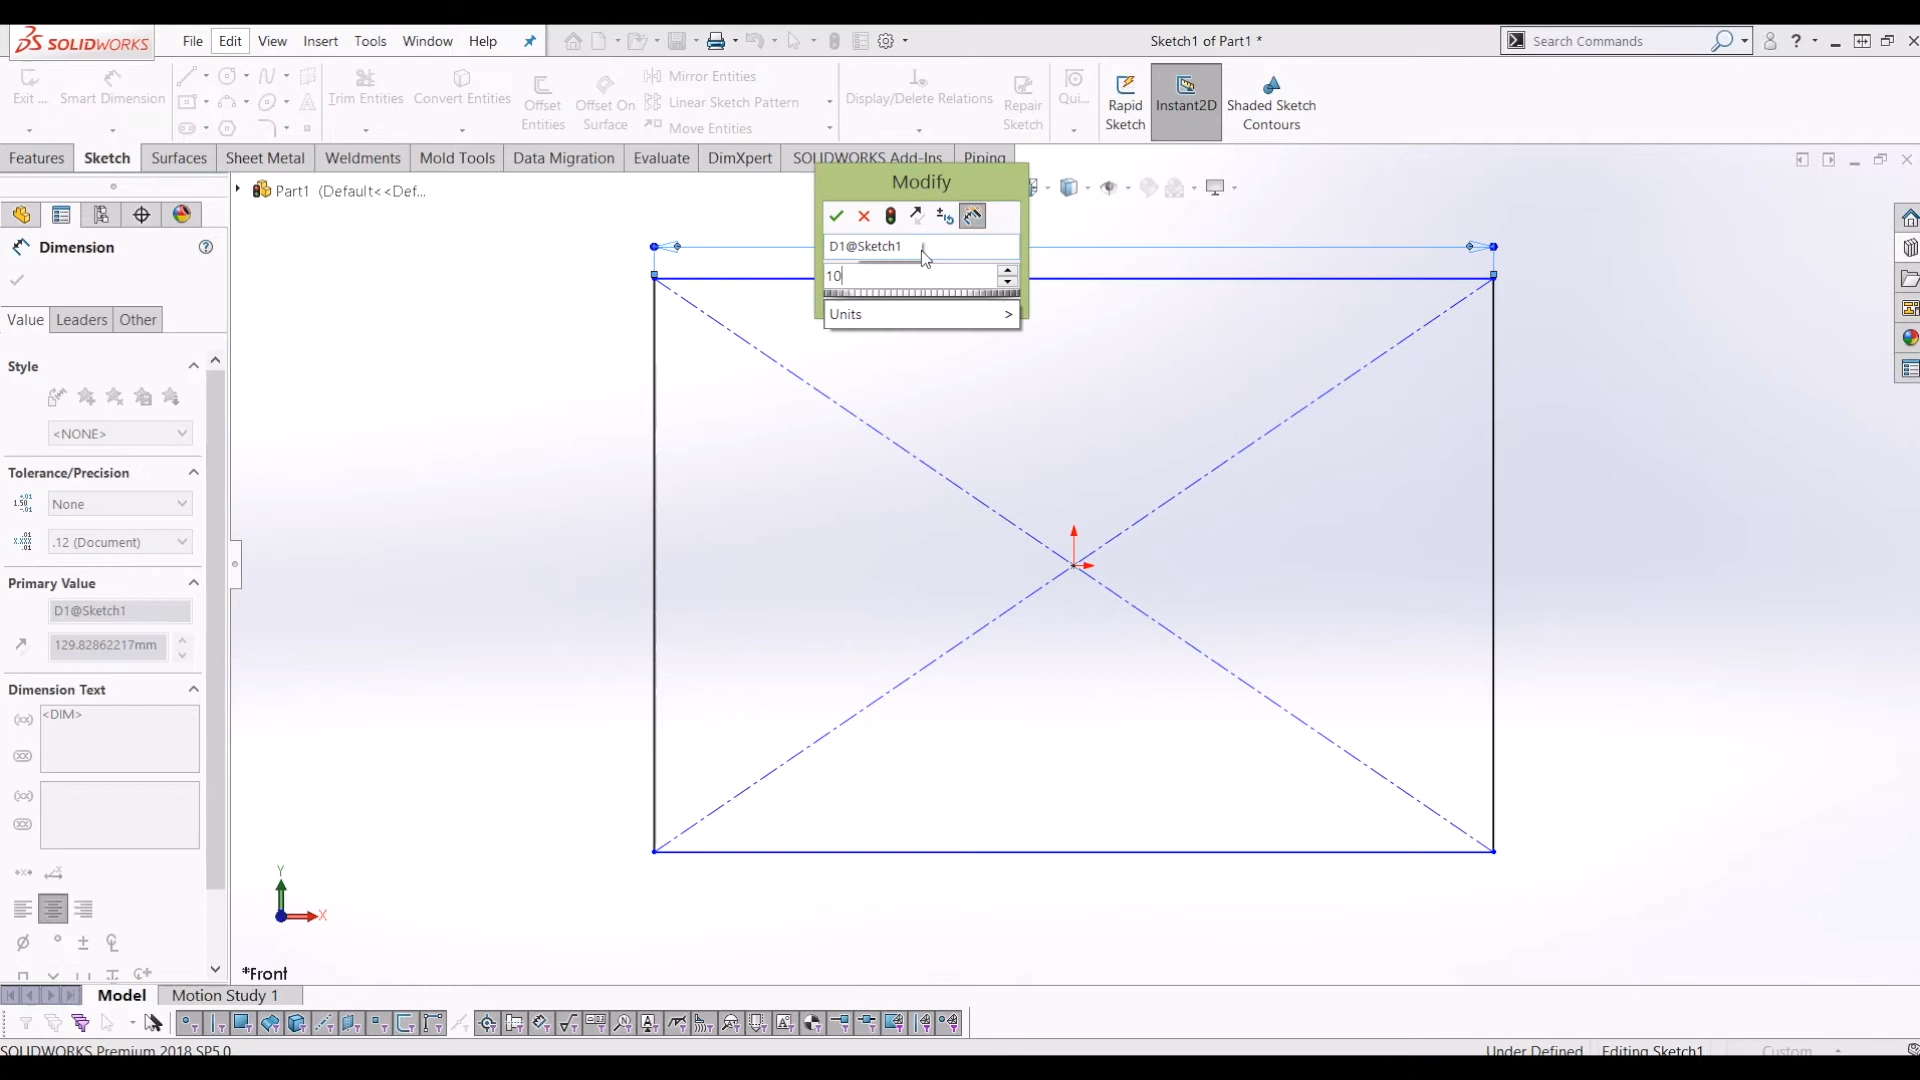 SOLIDWORKS
File Edit View Insert Tools Window Help
Sketch1 of Part1 *
Search Commands
?
Exit ...
Smart Dimension
Trim Entities
Convert Entities
Offset Entities
Offset On Surface
Mirror Entities
Linear Sketch Pattern
Move Entities
Display/Delete Relations
Repair Sketch
Qui...
Rapid Sketch
Instant2D
Shaded Sketch Contours
Features Sketch Surfaces Sheet Metal Weldments Mold Tools Data Migration Evaluate DimXpert SOLIDWORKS Add-Ins Piping
Part1 (Default<<Def...
Modify
D1@Sketch1
10
Units >
Dimension
?
Value Leaders Other
Style
<NONE>
Tolerance/Precision
None
.12 (Document)
Primary Value
D1@Sketch1
129.82862217mm
Dimension Text
<DIM>
Y
X
*Front
Model Motion Study 1
SOLIDWORKS Premium 2018 SP5.0
Under Defined Editing Sketch1 Custom